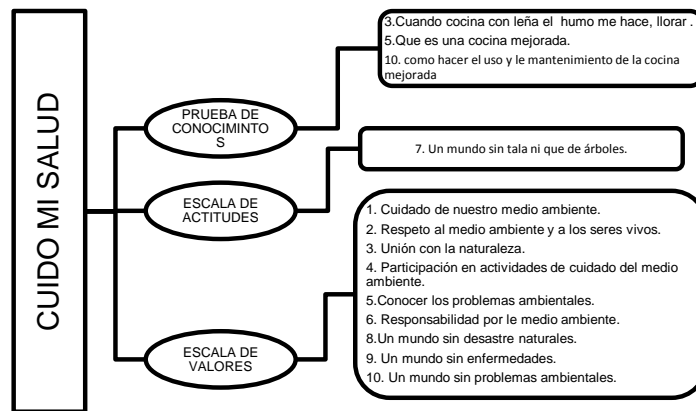 CUIDO MI SALUD
PRUEBA DE
CONOCIMINTO
S
3.Cuando cocina con leña el humo me hace, llorar .
5.Que es una cocina mejorada.
10. como hacer el uso y le mantenimiento de la cocina
mejorada
ESCALA DE
ACTITUDES
7. Un mundo sin tala ni que de árboles.
ESCALA DE
VALORES
1. Cuidado de nuestro medio ambiente.
2. Respeto al medio ambiente y a los seres vivos.
3. Unión con la naturaleza.
4. Participación en actividades de cuidado del medio
ambiente.
5.Conocer los problemas ambientales.
6. Responsabilidad por le medio ambiente.
8.Un mundo sin desastre naturales.
9. Un mundo sin enfermedades.
10. Un mundo sin problemas ambientales.